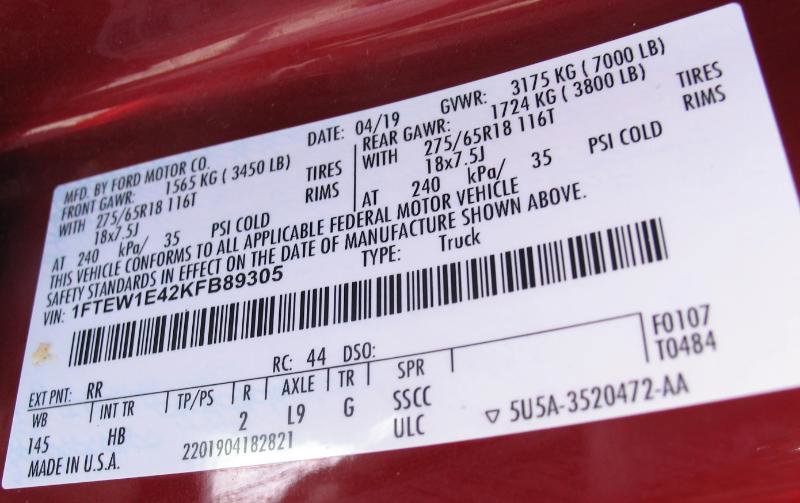 MFD. BY FORD MOTOR CO.
DATE: 04/19 GVWR: 3175 KG ( 7000 LB)
FRONT GAWR: 1565 KG ( 3450 LB)
WITH 275/65R18 116T TIRES
18x7.5J RIMS
AT 240 kPa/ 35 PSI COLD
REAR GAWR: 1724 KG ( 3800 LB)
WITH 275/65R18 116T TIRES
18x7.5J RIMS
AT 240 kPa/ 35 PSI COLD
THIS VEHICLE CONFORMS TO ALL APPLICABLE FEDERAL MOTOR VEHICLE
SAFETY STANDARDS IN EFFECT ON THE DATE OF MANUFACTURE SHOWN ABOVE.
VIN: 1FTEW1E42KFB89305 TYPE: Truck
F0107
T0484
EXT PNT: RR RC: 44 DSO:
WB INT TR TP/PS R AXLE TR SPR
145 HB 2 L9 G SSCC
ULC
MADE IN U.S.A. 2201904182821 ▽ 5U5A-3520472-AA